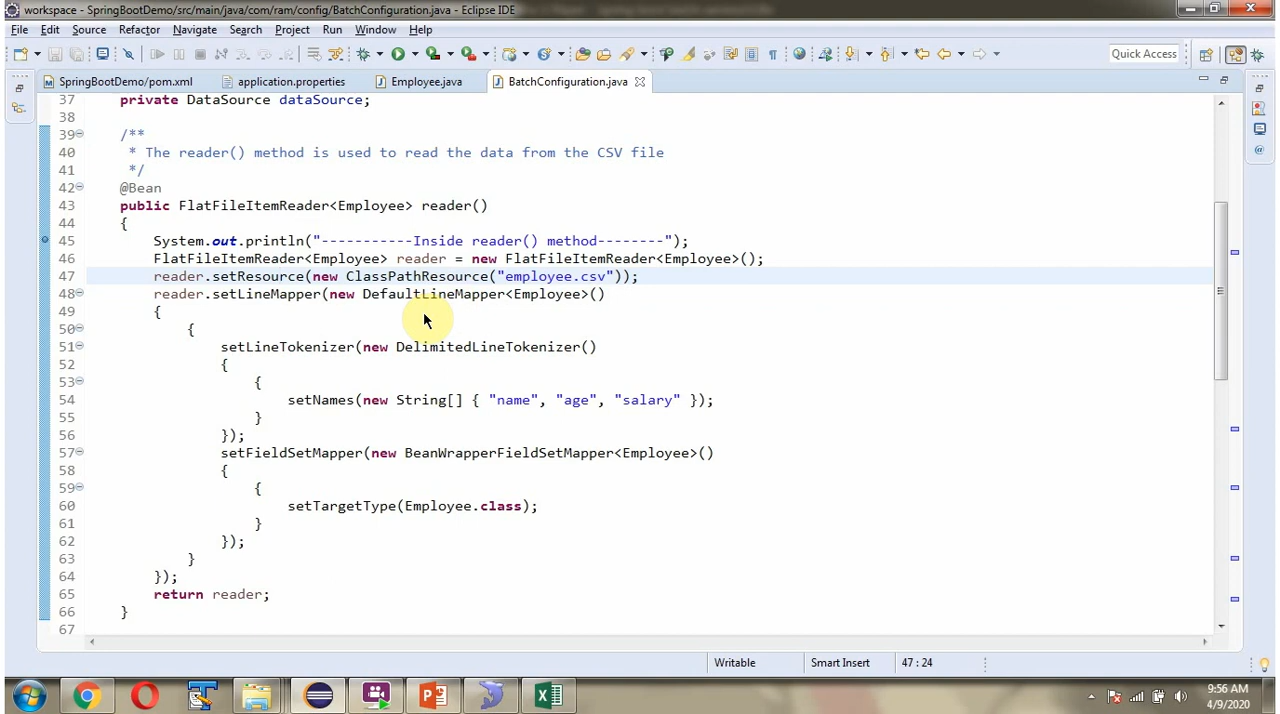 workspace - SpringBootDemo/src/main/java/com/ram/config/BatchConfiguration.java - Eclipse IDE
File Edit Source Refactor Navigate Search Project Run Window Help
Quick Access
SpringBootDemo/pom.xml application.properties Employee.java BatchConfiguration.java
37 private DataSource dataSource;
38
39 /**
40 * The reader() method is used to read the data from the CSV file
41 */
42 @Bean
43 public FlatFileItemReader<Employee> reader()
44 {
45 System.out.println("-----------Inside reader() method--------");
46 FlatFileItemReader<Employee> reader = new FlatFileItemReader<Employee>();
47 reader.setResource(new ClassPathResource("employee.csv"));
48 reader.setLineMapper(new DefaultLineMapper<Employee>()
49 {
50 {
51 setLineTokenizer(new DelimitedLineTokenizer()
52 {
53 {
54 setNames(new String[] { "name", "age", "salary" });
55 }
56 });
57 setFieldSetMapper(new BeanWrapperFieldSetMapper<Employee>()
58 {
59 {
60 setTargetType(Employee.class);
61 }
62 });
63 }
64 });
65 return reader;
66 }
67
Writable Smart Insert 47 : 24
9:56 AM
4/9/2020